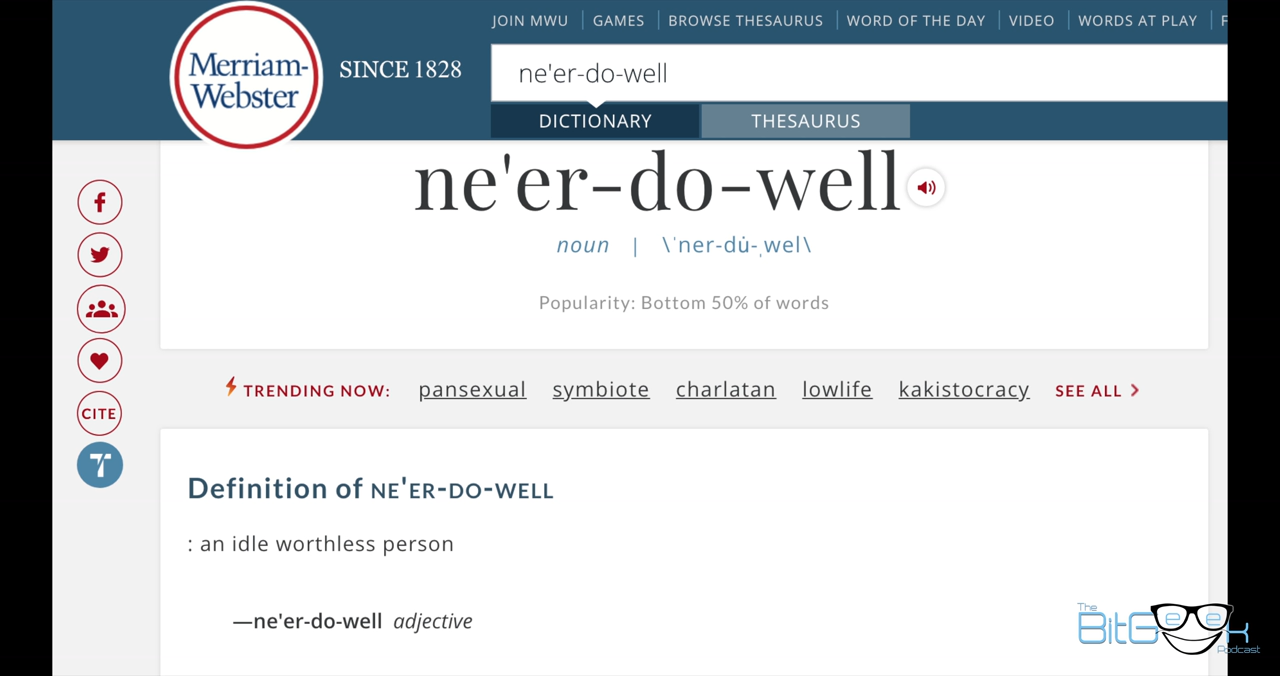 JOIN MWU GAMES BROWSE THESAURUS WORD OF THE DAY VIDEO WORDS AT PLAY F
Merriam-
Webster
SINCE 1828
ne'er-do-well
DICTIONARY THESAURUS
ne'er-do-well
noun | \ˈner-du̇-ˌwel\
Popularity: Bottom 50% of words
TRENDING NOW: pansexual symbiote charlatan lowlife kakistocracy SEE ALL
CITE
Definition of NE'ER-DO-WELL
: an idle worthless person
—ne'er-do-well adjective
The
BitGeek
Podcast